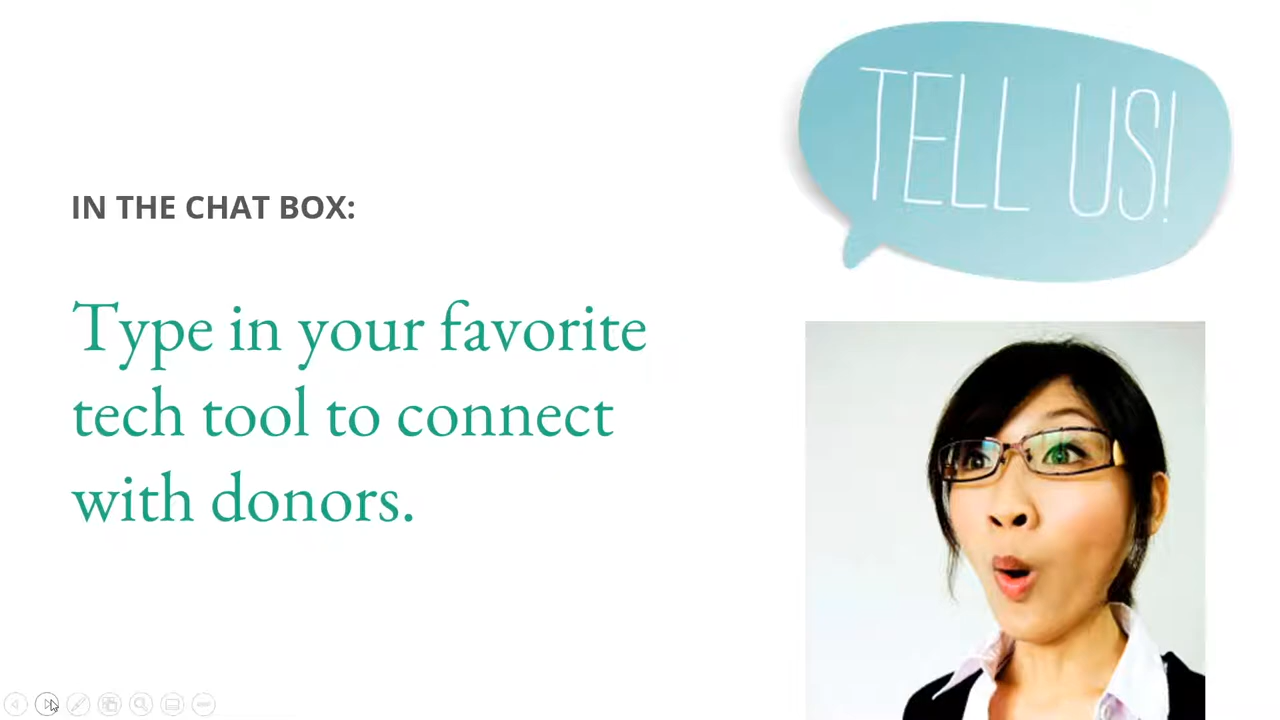 TELL US!
IN THE CHAT BOX:
Type in your favorite
tech tool to connect
with donors.